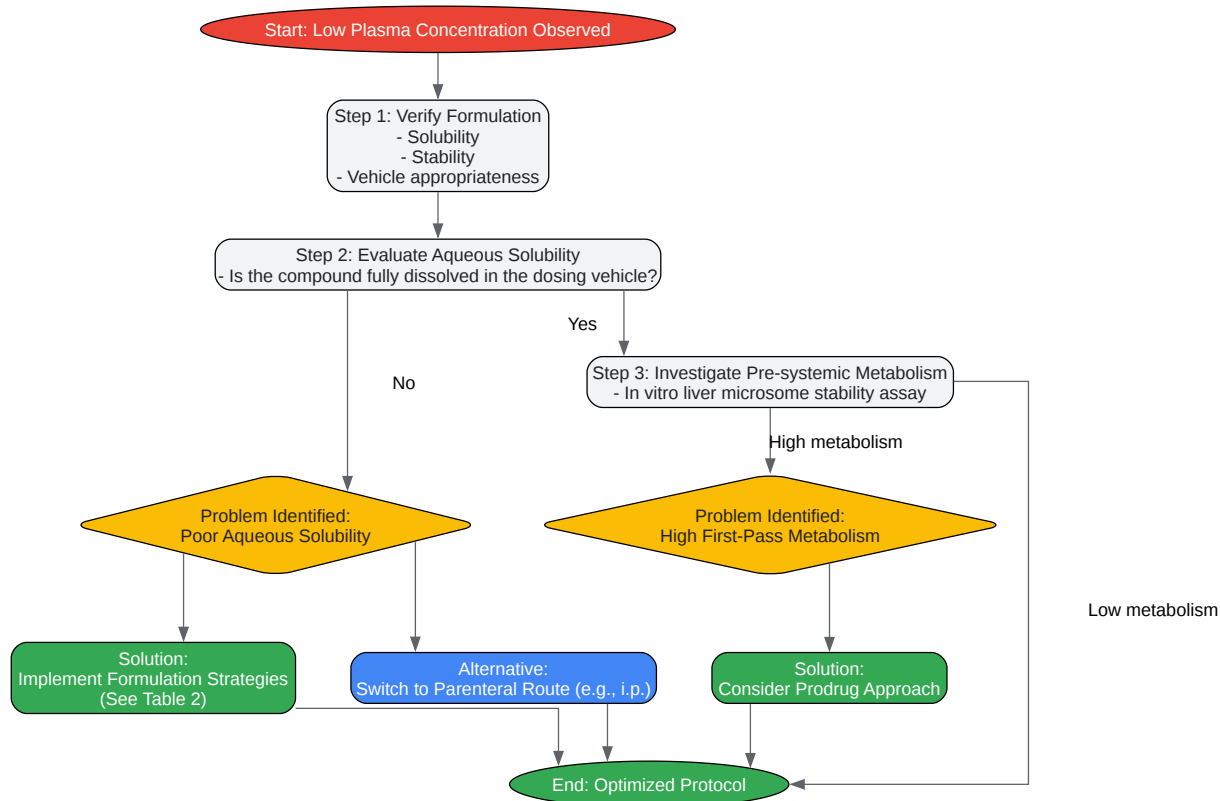 Start: Low Plasma Concentration Observed
Step 1: Verify Formulation
- Solubility
- Stability
- Vehicle appropriateness
Step 2: Evaluate Aqueous Solubility
- Is the compound fully dissolved in the dosing vehicle?
Yes
No
Step 3: Investigate Pre-systemic Metabolism
- In vitro liver microsome stability assay
High metabolism
Problem Identified:
Poor Aqueous Solubility
Problem Identified:
High First-Pass Metabolism
Low metabolism
Solution:
Implement Formulation Strategies
(See Table 2)
Alternative:
Switch to Parenteral Route (e.g., i.p.)
Solution:
Consider Prodrug Approach
End: Optimized Protocol